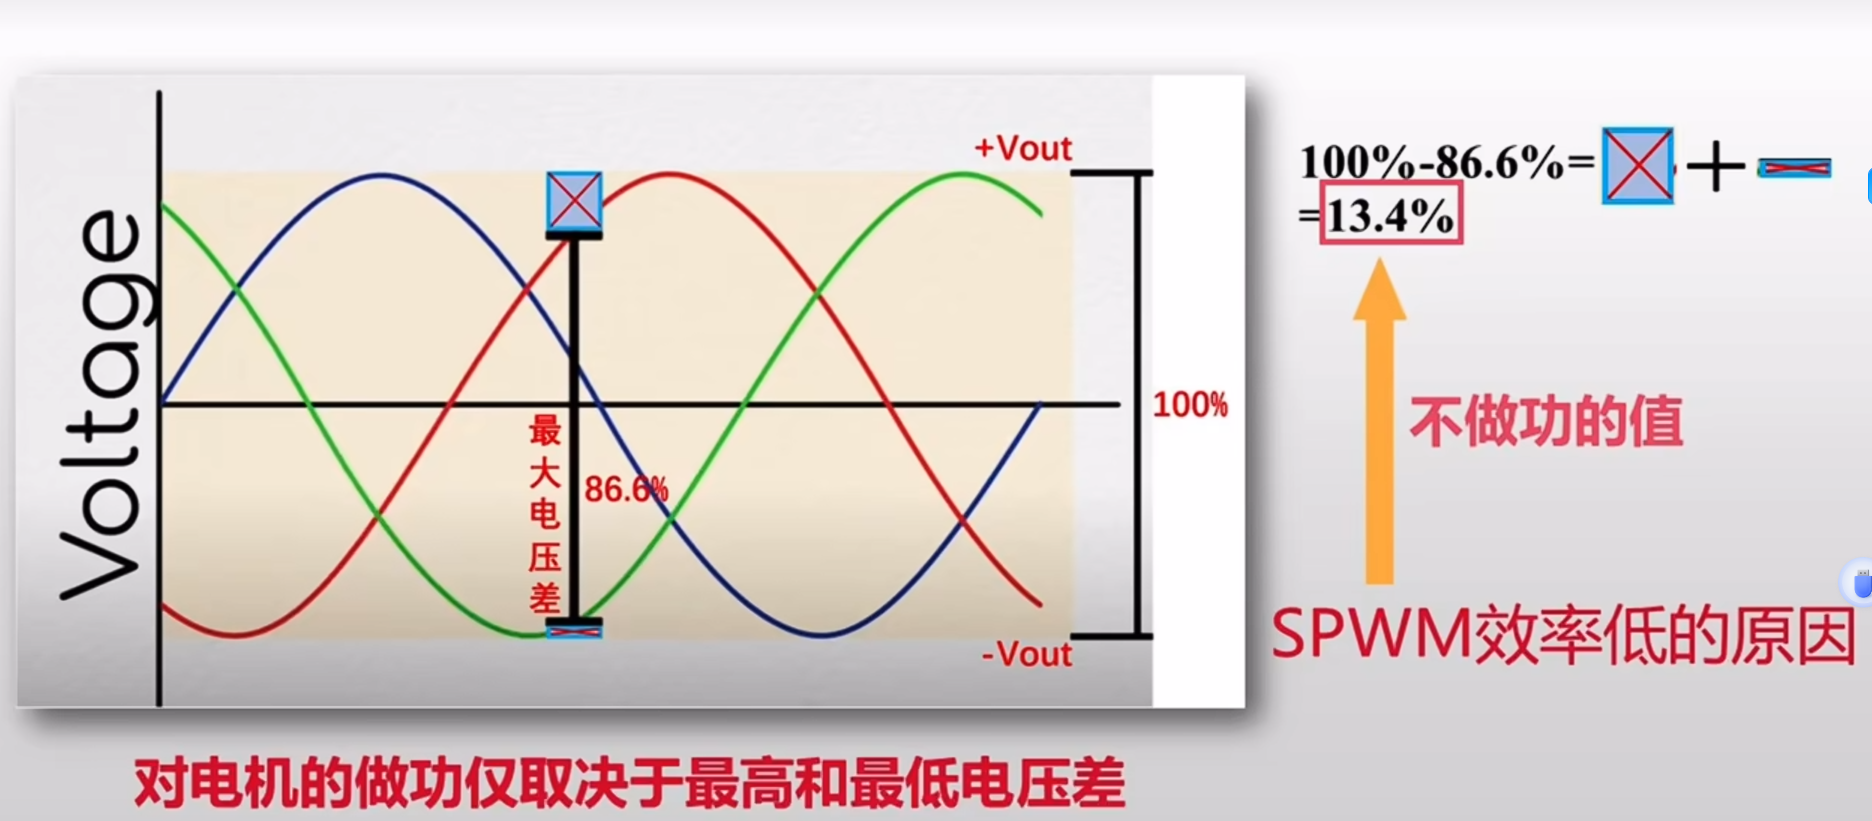 Voltage
+Vout
100%
最大电压差
86.6%
-Vout
100%-86.6%= +
=13.4%
不做功的值
SPWM效率低的原因
对电机的做功仅取决于最高和最低电压差